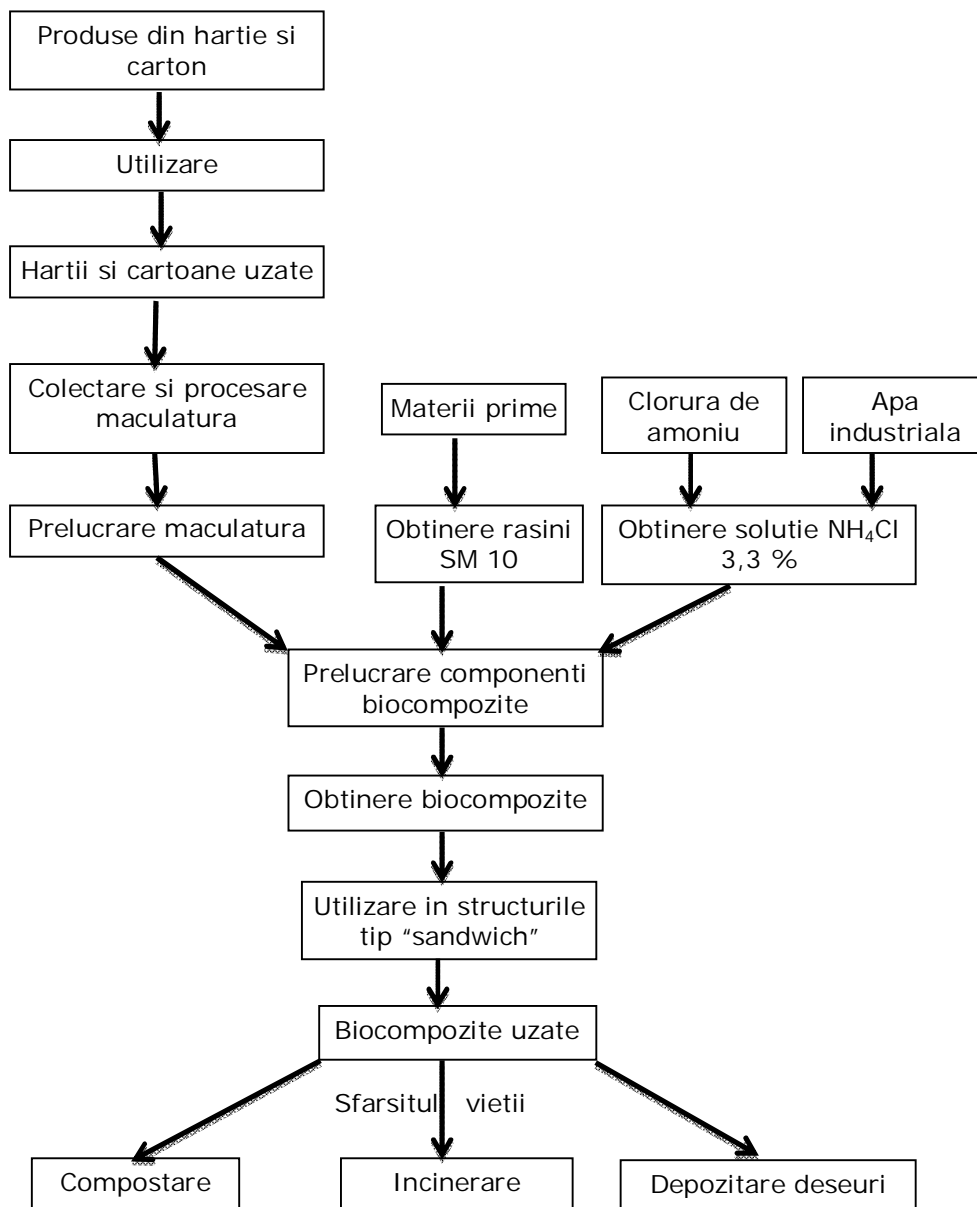 Produse din hartie si
carton
Utilizare
Hartii si cartoane uzate
Colectare si procesare
maculatura
Materii prime
Clorura de
amoniu
Apa
industriala
Prelucrare maculatura
Obtinere rasini
SM 10
Obtinere solutie NH₄Cl
3,3 %
Prelucrare componenti
biocompozite
Obtinere biocompozite
Utilizare in structurile
tip “sandwich”
Biocompozite uzate
Sfarsitul vietii
Compostare
Incinerare
Depozitare deseuri